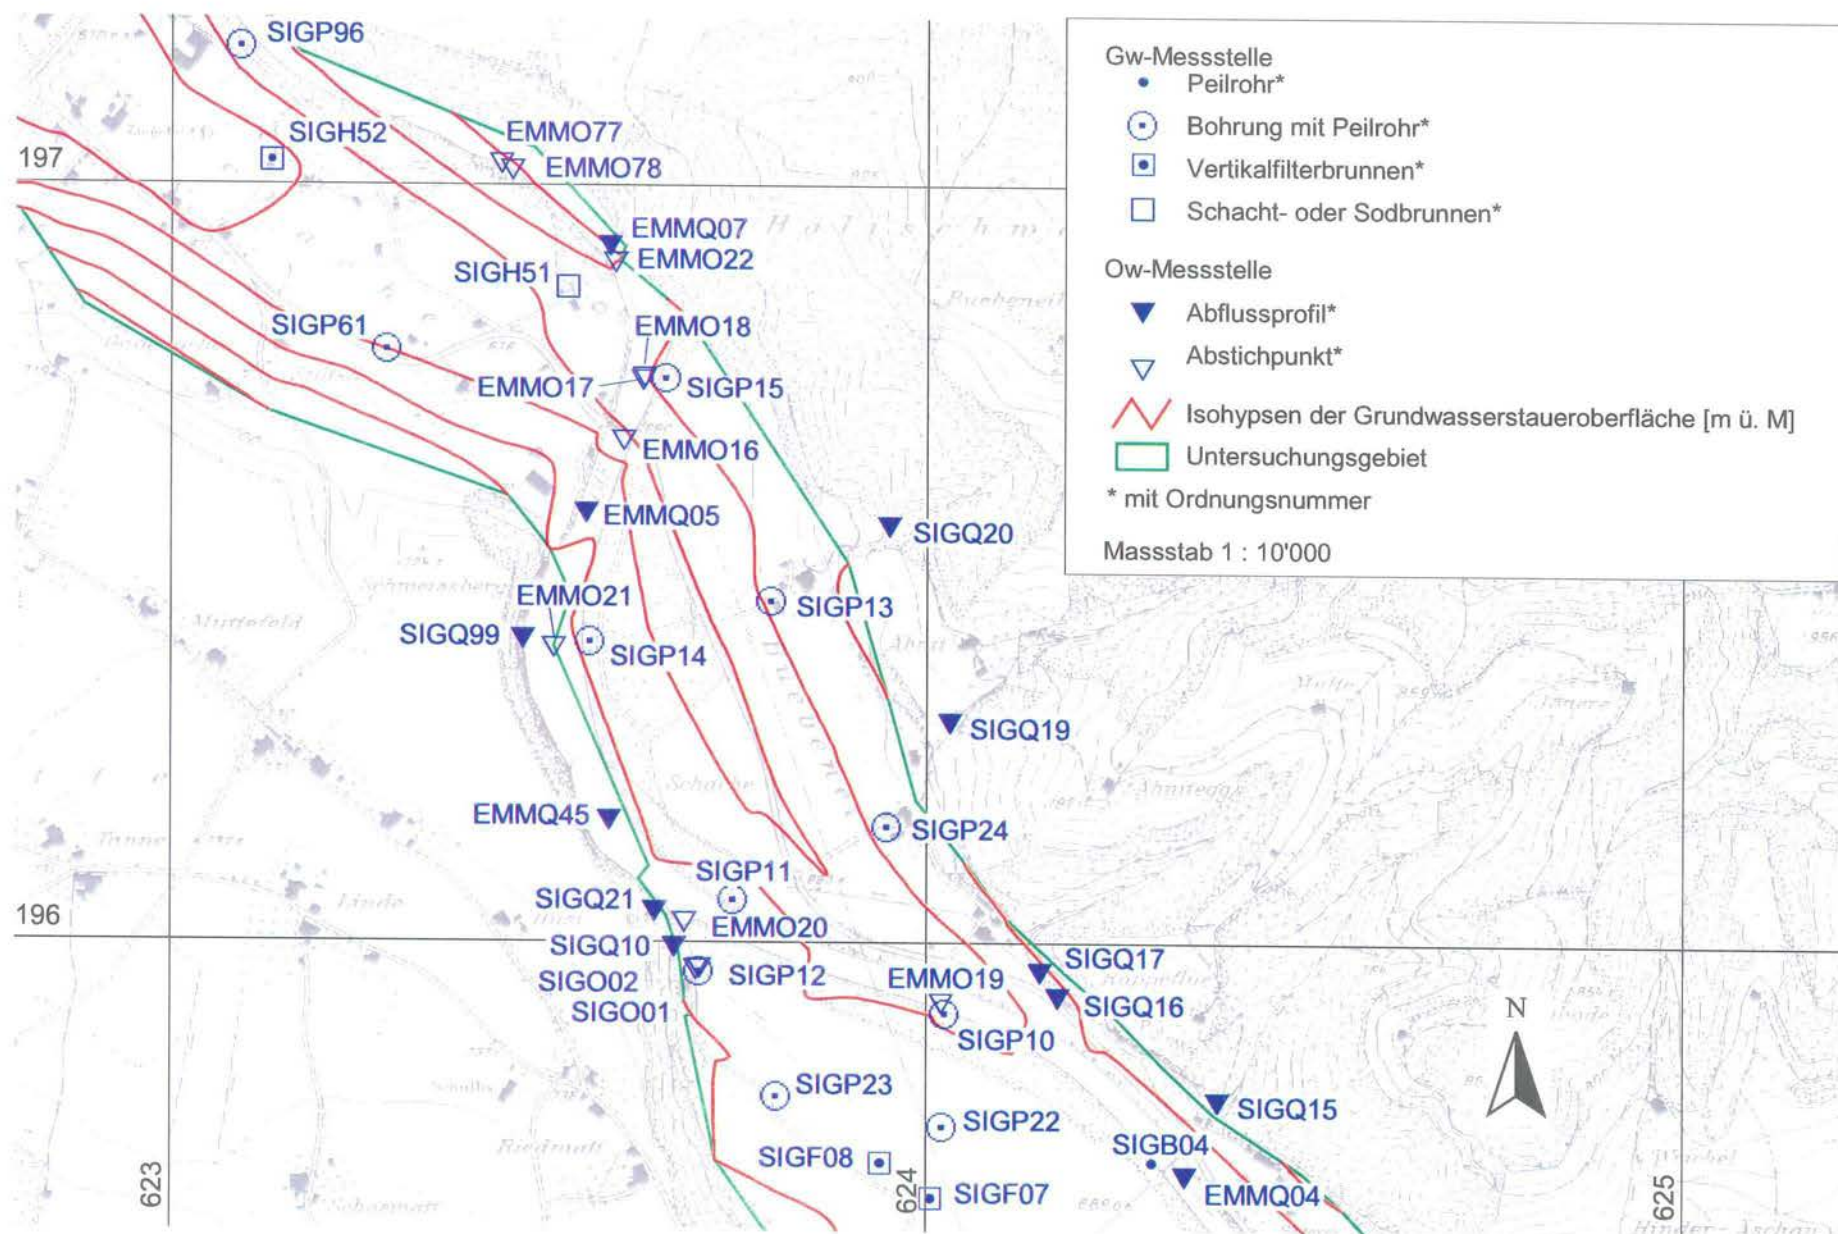 SIGP96
SIGH52
EMMO77
EMMO78
197
EMMQ07
EMMO22
SIGH51
SIGP61
EMMO18
EMMO17
SIGP15
EMMO16
EMMQ05
SIGQ20
EMMO21
SIGP13
SIGQ99
SIGP14
SIGQ19
EMMQ45
SIGP24
SIGP11
SIGQ21
196
EMMO20
SIGQ10
SIGO02
SIGP12
SIGO01
EMMO19
SIGQ17
SIGQ16
SIGP10
SIGP23
SIGP22
SIGQ15
SIGF08
SIGB04
SIGF07
EMMQ04
623
624
625
N
Schache
Linde
Riedmatt
Gw-Messstelle
Peilrohr*
Bohrung mit Peilrohr*
Vertikalfilterbrunnen*
Schacht- oder Sodbrunnen*
Ow-Messstelle
Abflussprofil*
Abstichpunkt*
Isohypsen der Grundwasserstaueroberfläche [m ü. M]
Untersuchungsgebiet
* mit Ordnungsnummer
Massstab 1 : 10'000